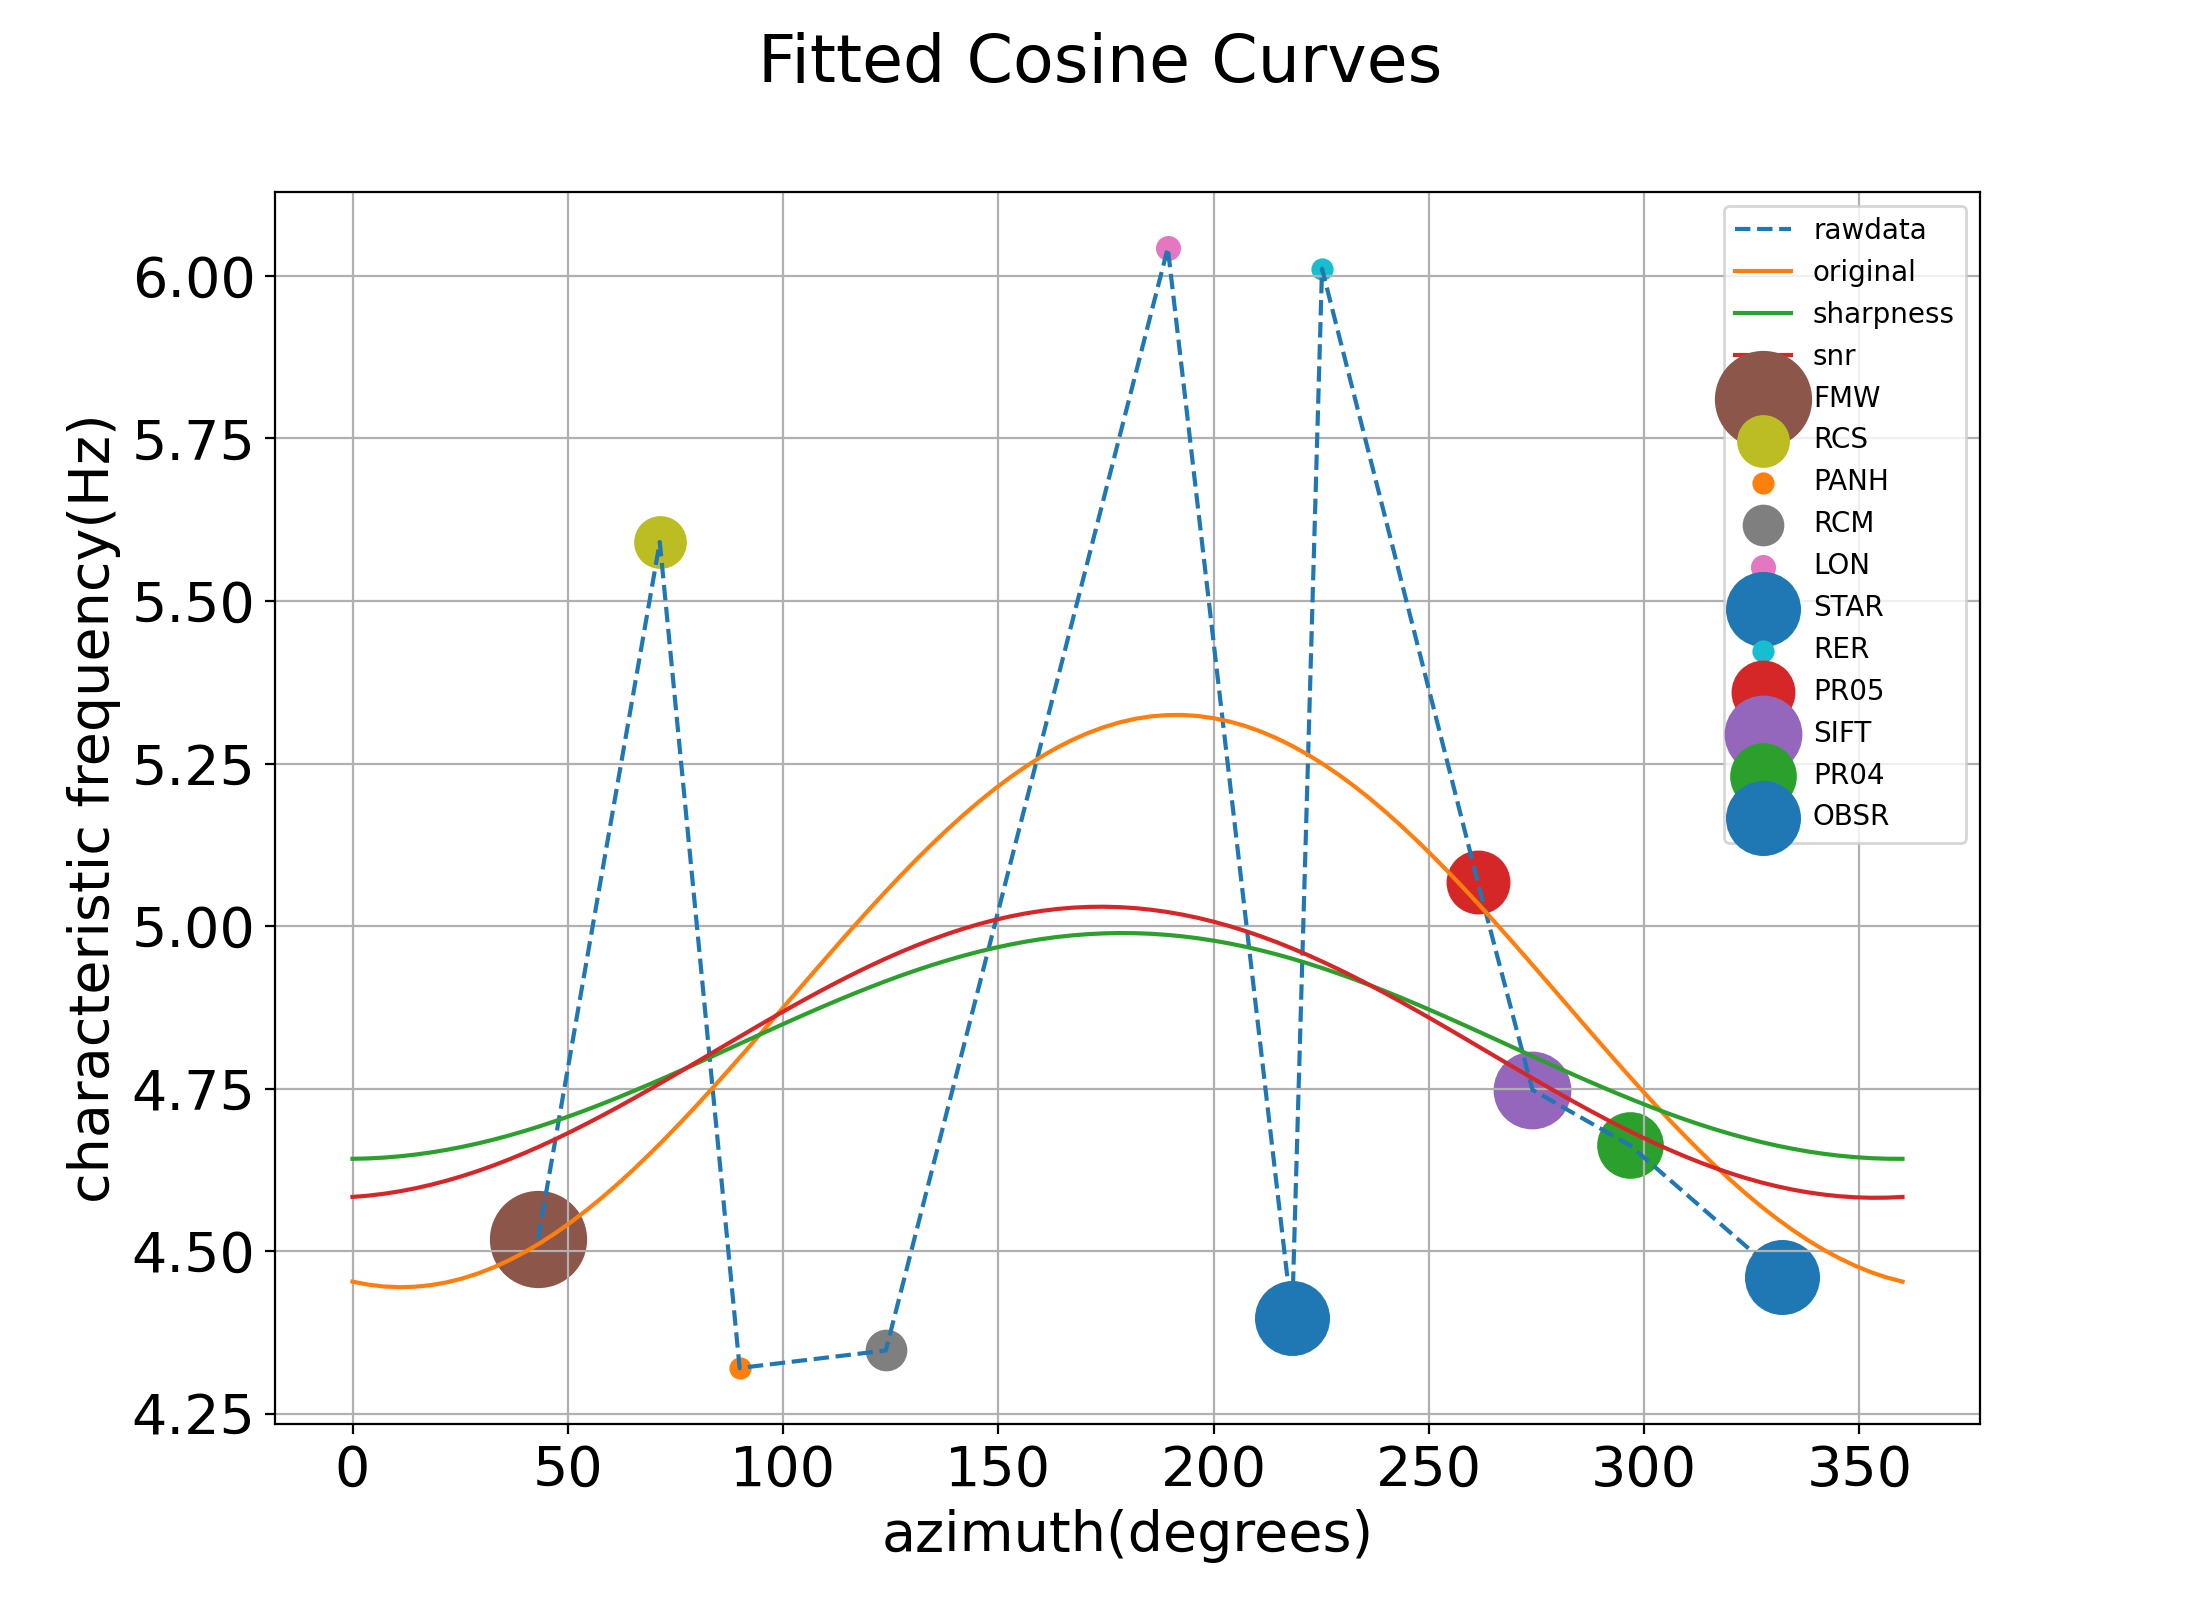 Fitted Cosine Curves
characteristic frequency(Hz)
6.00
5.75
5.50
5.25
5.00
4.75
4.50
4.25
rawdata
original
sharpness
snr
FMW
RCS
PANH
RCM
LON
STAR
RER
PR05
SIFT
PR04
OBSR
0 50 100 150 200 250 300 350
azimuth(degrees)